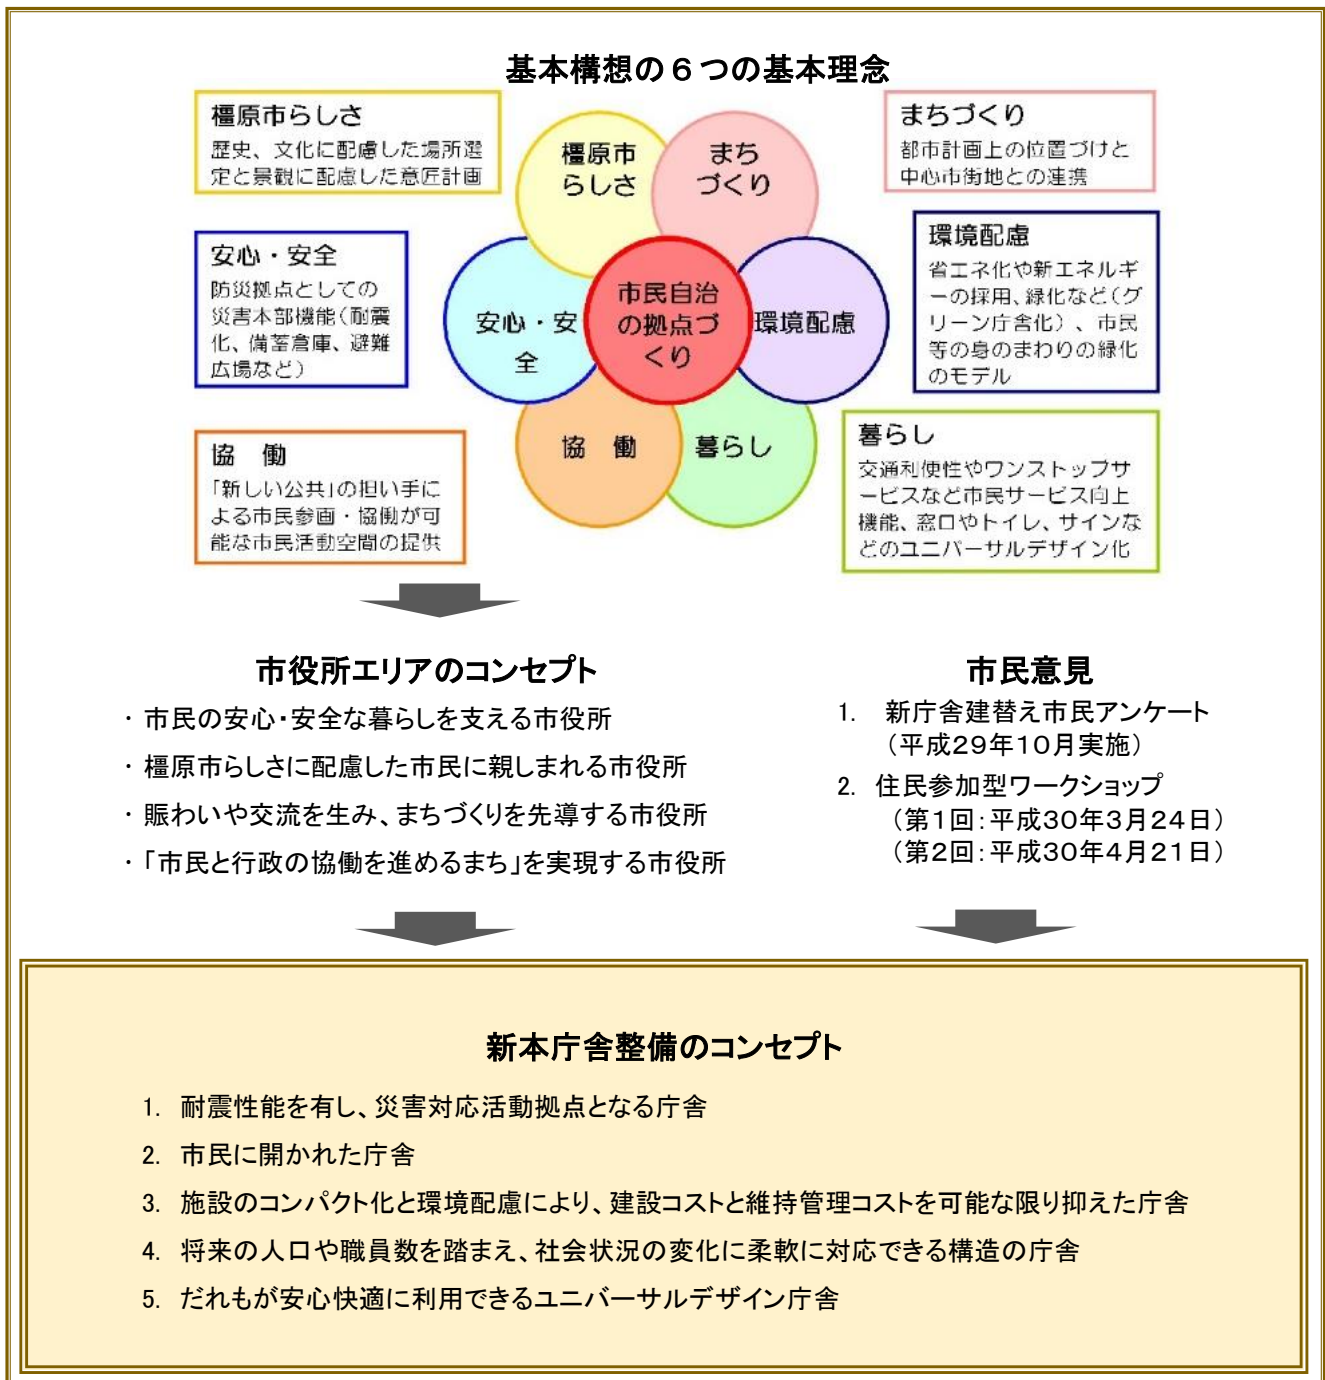 基本構想の6つの基本理念
橿原市らしさ
歴史、文化に配慮した場所選
定と景観に配慮した意匠計画
安心・安全
防災拠点としての
災害本部機能(耐震
化、備蓄倉庫、避難
広場など)
協　働
「新しい公共」の担い手に
よる市民参画・協働が可
能な市民活動空間の提供
橿原市
らしさ
まち
づくり
安心・安
全
市民自治
の拠点づ
くり
環境配慮
協　働
暮らし
まちづくり
都市計画上の位置づけと
中心市街地との連携
環境配慮
省エネ化や新エネルギ
ーの採用、緑化など(グ
リーン庁舎化)、市民
等の身のまわりの緑化
のモデル
暮らし
交通利便性やワンストップサ
ービスなど市民サービス向上
機能、窓口やトイレ、サインな
どのユニバーサルデザイン化
市役所エリアのコンセプト
・市民の安心・安全な暮らしを支える市役所
・橿原市らしさに配慮した市民に親しまれる市役所
・賑わいや交流を生み、まちづくりを先導する市役所
・「市民と行政の協働を進めるまち」を実現する市役所
市民意見
1. 新庁舎建替え市民アンケート
(平成29年10月実施)
2. 住民参加型ワークショップ
(第1回:平成30年3月24日)
(第2回:平成30年4月21日)
新本庁舎整備のコンセプト
1. 耐震性能を有し、災害対応活動拠点となる庁舎
2. 市民に開かれた庁舎
3. 施設のコンパクト化と環境配慮により、建設コストと維持管理コストを可能な限り抑えた庁舎
4. 将来の人口や職員数を踏まえ、社会状況の変化に柔軟に対応できる構造の庁舎
5. だれもが安心快適に利用できるユニバーサルデザイン庁舎